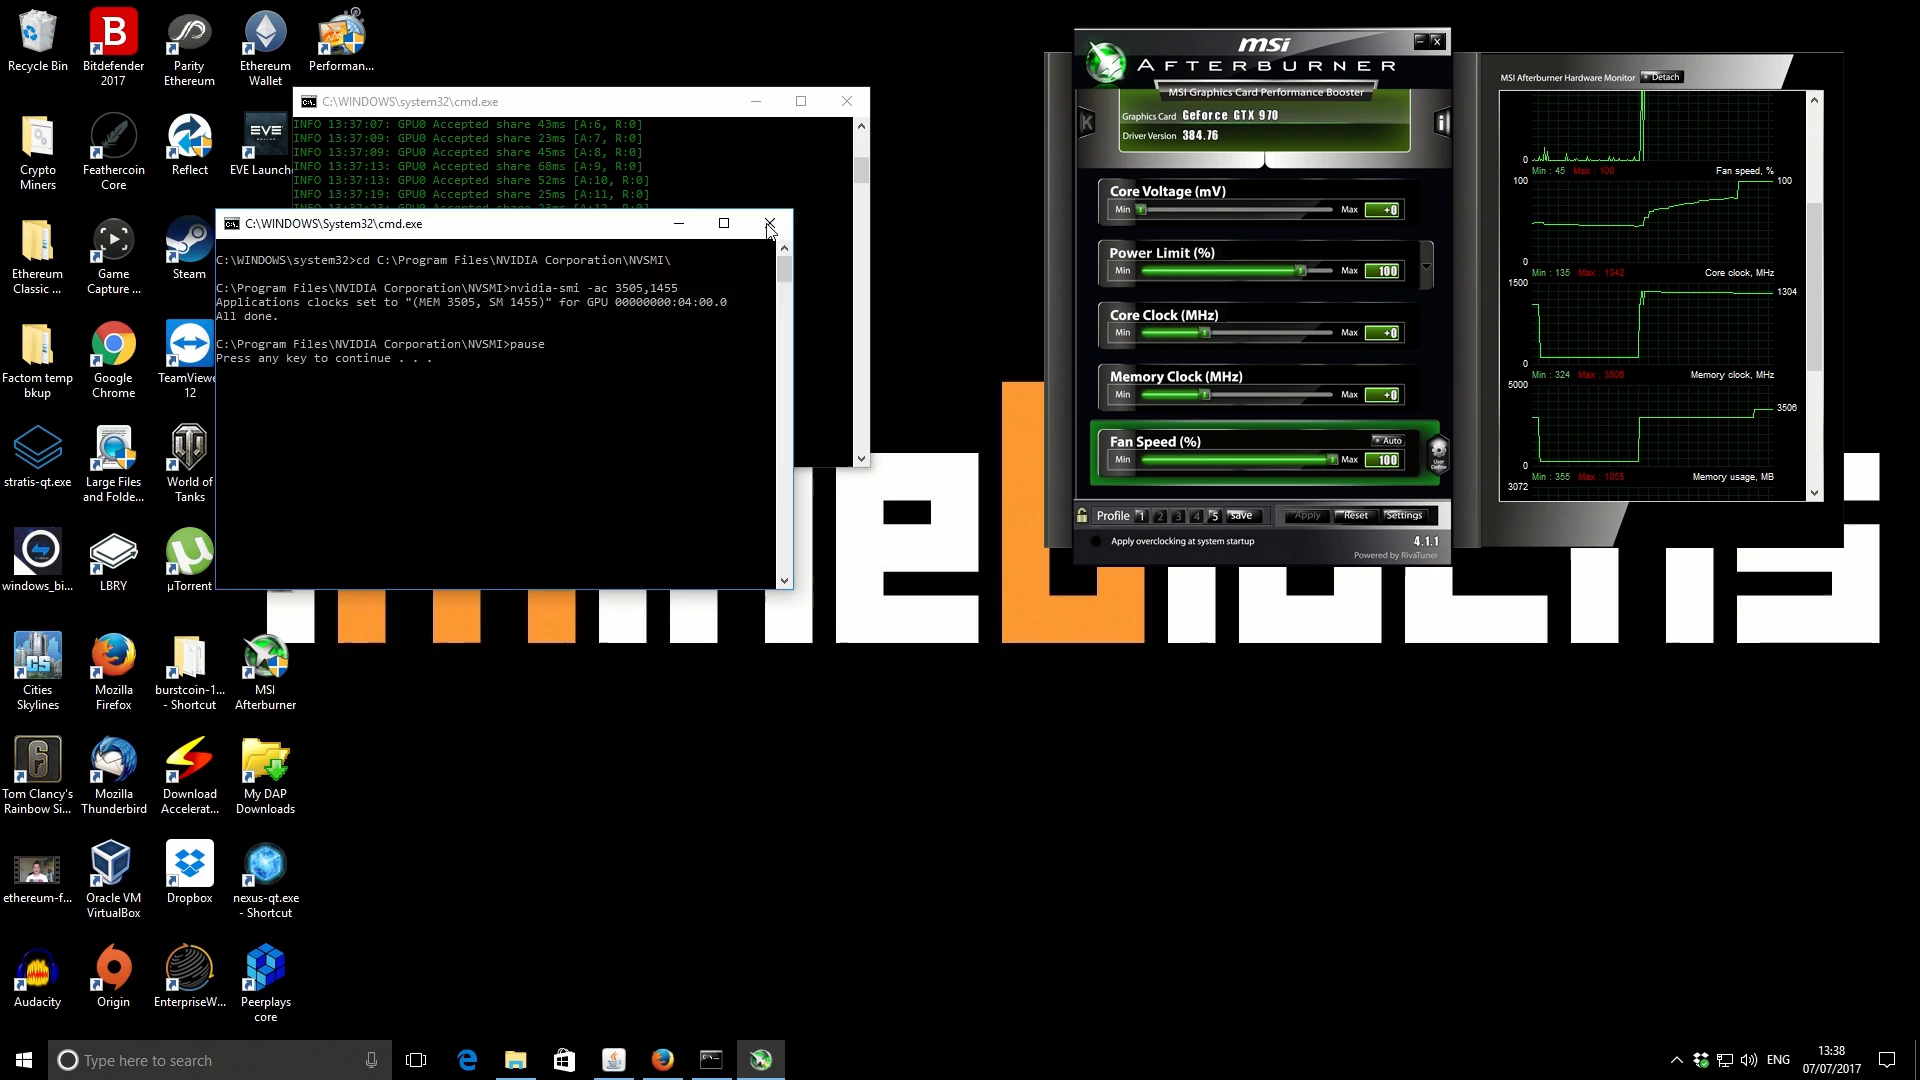 Recycle Bin
Bitdefender 2017
Parity Ethereum
Ethereum Wallet
Performan...
Crypto Miners
Feathercoin Core
Reflect
EVE Launch
Ethereum Classic ...
Game Capture ...
Steam
Factom temp bkup
Google Chrome
TeamViewe
12
stratis-qt.exe
Large Files and Folde...
World of Tanks
windows_bi...
LBRY
µTorrent
Cities Skylines
Mozilla Firefox
burstcoin-1... - Shortcut
MSI Afterburner
Tom Clancy's Rainbow Si...
Mozilla Thunderbird
Download Accelerat...
My DAP Downloads
ethereum-f...
Oracle VM VirtualBox
Dropbox
nexus-qt.exe - Shortcut
Audacity
Origin
EnterpriseW...
Peerplays core
C:\WINDOWS\system32\cmd.exe
INFO 13:37:07: GPU0 Accepted share 43ms [A:6, R:0]
INFO 13:37:09: GPU0 Accepted share 23ms [A:7, R:0]
INFO 13:37:09: GPU0 Accepted share 45ms [A:8, R:0]
INFO 13:37:13: GPU0 Accepted share 68ms [A:9, R:0]
INFO 13:37:13: GPU0 Accepted share 52ms [A:10, R:0]
INFO 13:37:19: GPU0 Accepted share 25ms [A:11, R:0]
C:\WINDOWS\System32\cmd.exe
C:\WINDOWS\system32>cd C:\Program Files\NVIDIA Corporation\NVSMI\
C:\Program Files\NVIDIA Corporation\NVSMI>nvidia-smi -ac 3505,1455
Applications clocks set to "(MEM 3505, SM 1455)" for GPU 00000000:04:00.0
All done.
C:\Program Files\NVIDIA Corporation\NVSMI>pause
Press any key to continue . . .
msi
AFTERBURNER
MSI Graphics Card Performance Booster
Graphics Card GeForce GTX 970
Driver Version 384.76
K
i
Core Voltage (mV)
Min Max +0
Power Limit (%)
Min Max 100
Core Clock (MHz)
Min Max +0
Memory Clock (MHz)
Min Max +0
Fan Speed (%) Auto
Min Max 100
User Define
Profile 1 2 3 4 5 save Apply Reset Settings
Apply overclocking at system startup 4.1.1
Powered by RivaTuner
MSI Afterburner Hardware Monitor Detach
0
Min : 45 Max : 100 Fan speed, %
100 100
0
Min : 135 Max : 1342 Core clock, MHz
1500 1304
0
Min : 324 Max : 3506 Memory clock, MHz
5000 3506
0
Min : 355 Max : 1055 Memory usage, MB
3072
Type here to search
ENG
13:38
07/07/2017